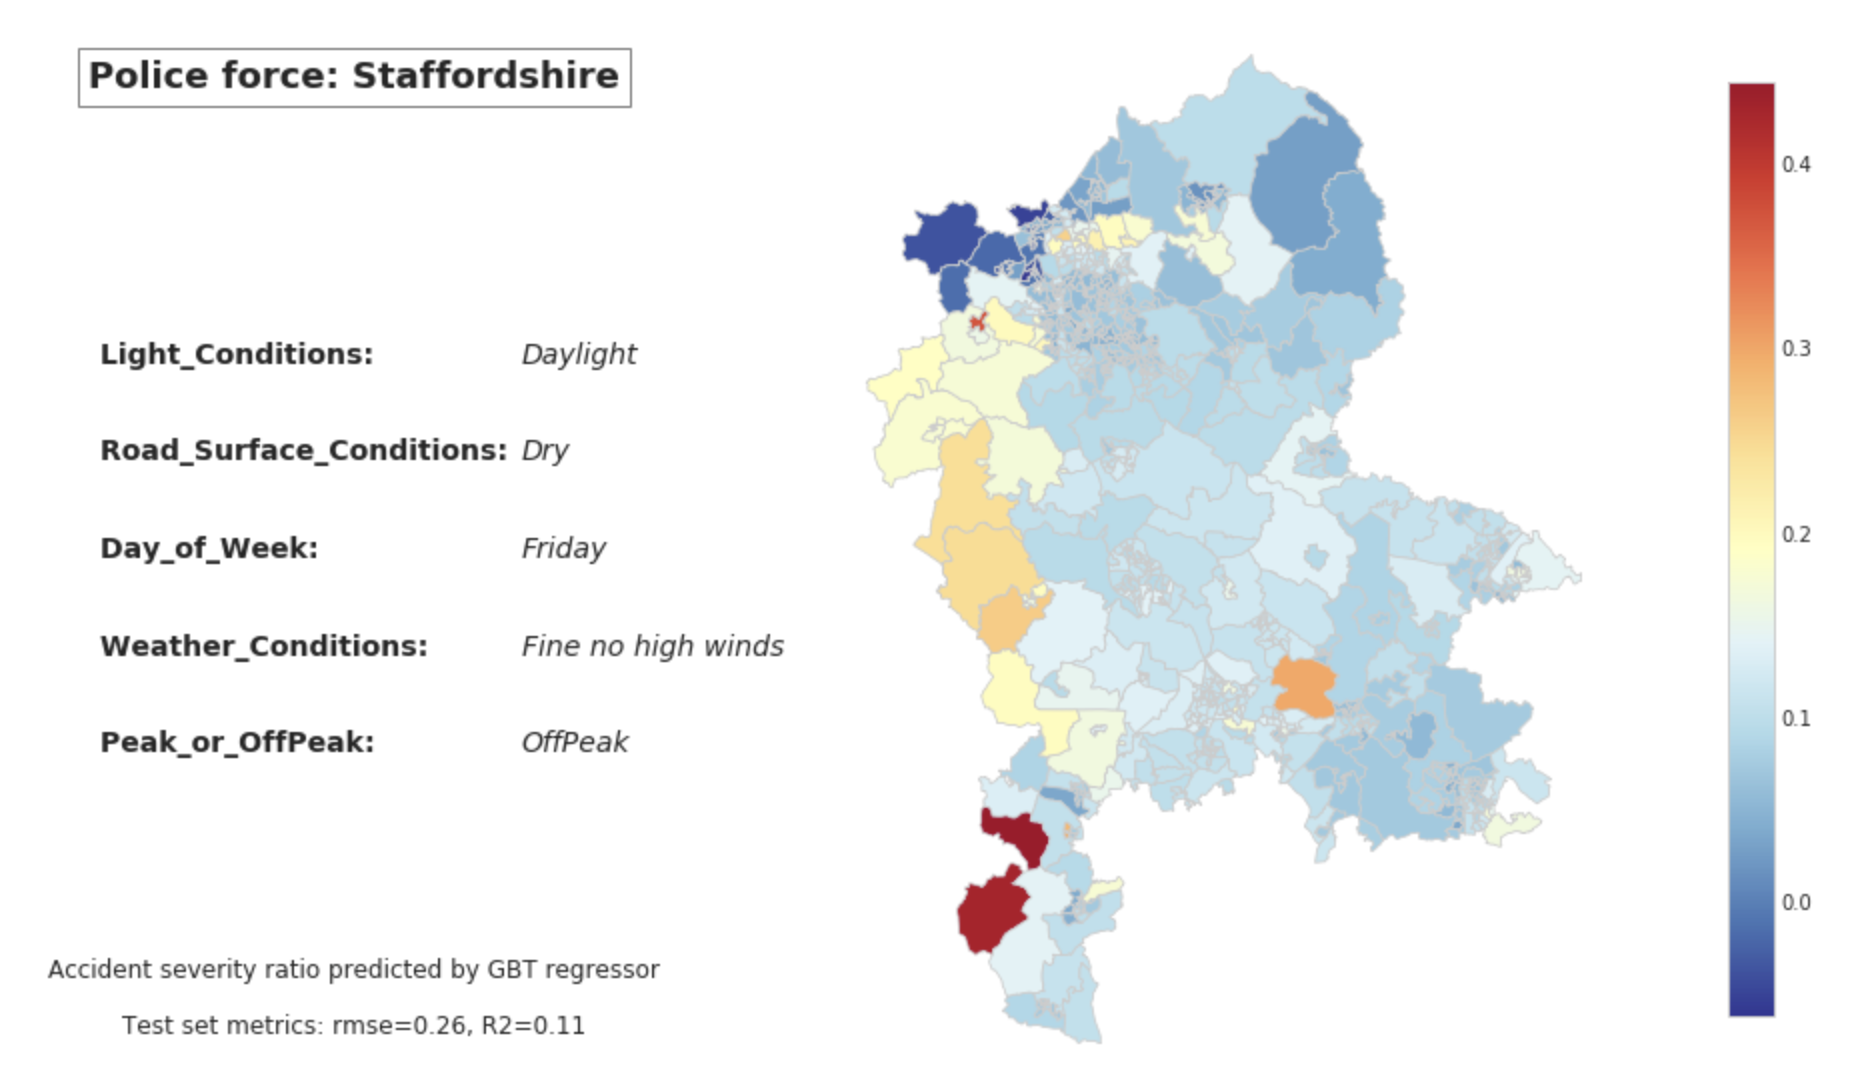 Police force: Staffordshire
Light_Conditions: Daylight
Road_Surface_Conditions: Dry
Day_of_Week: Friday
Weather_Conditions: Fine no high winds
Peak_or_OffPeak: OffPeak
Accident severity ratio predicted by GBT regressor
Test set metrics: rmse=0.26, R2=0.11
0.4
0.3
0.2
0.1
0.0